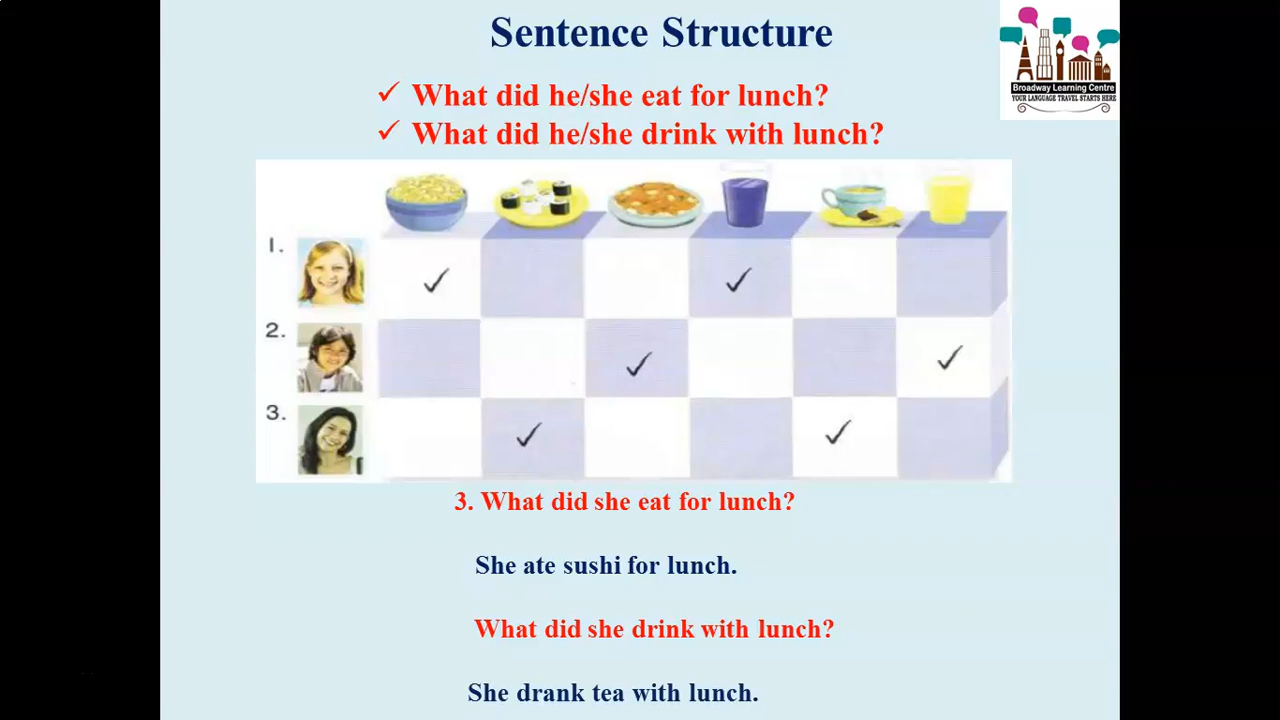 Sentence Structure
✓ What did he/she eat for lunch?
✓ What did he/she drink with lunch?
Broadway Learning Centre
YOUR LANGUAGE TRAVEL STARTS HERE
1.
2.
3.
3. What did she eat for lunch?
She ate sushi for lunch.
What did she drink with lunch?
She drank tea with lunch.